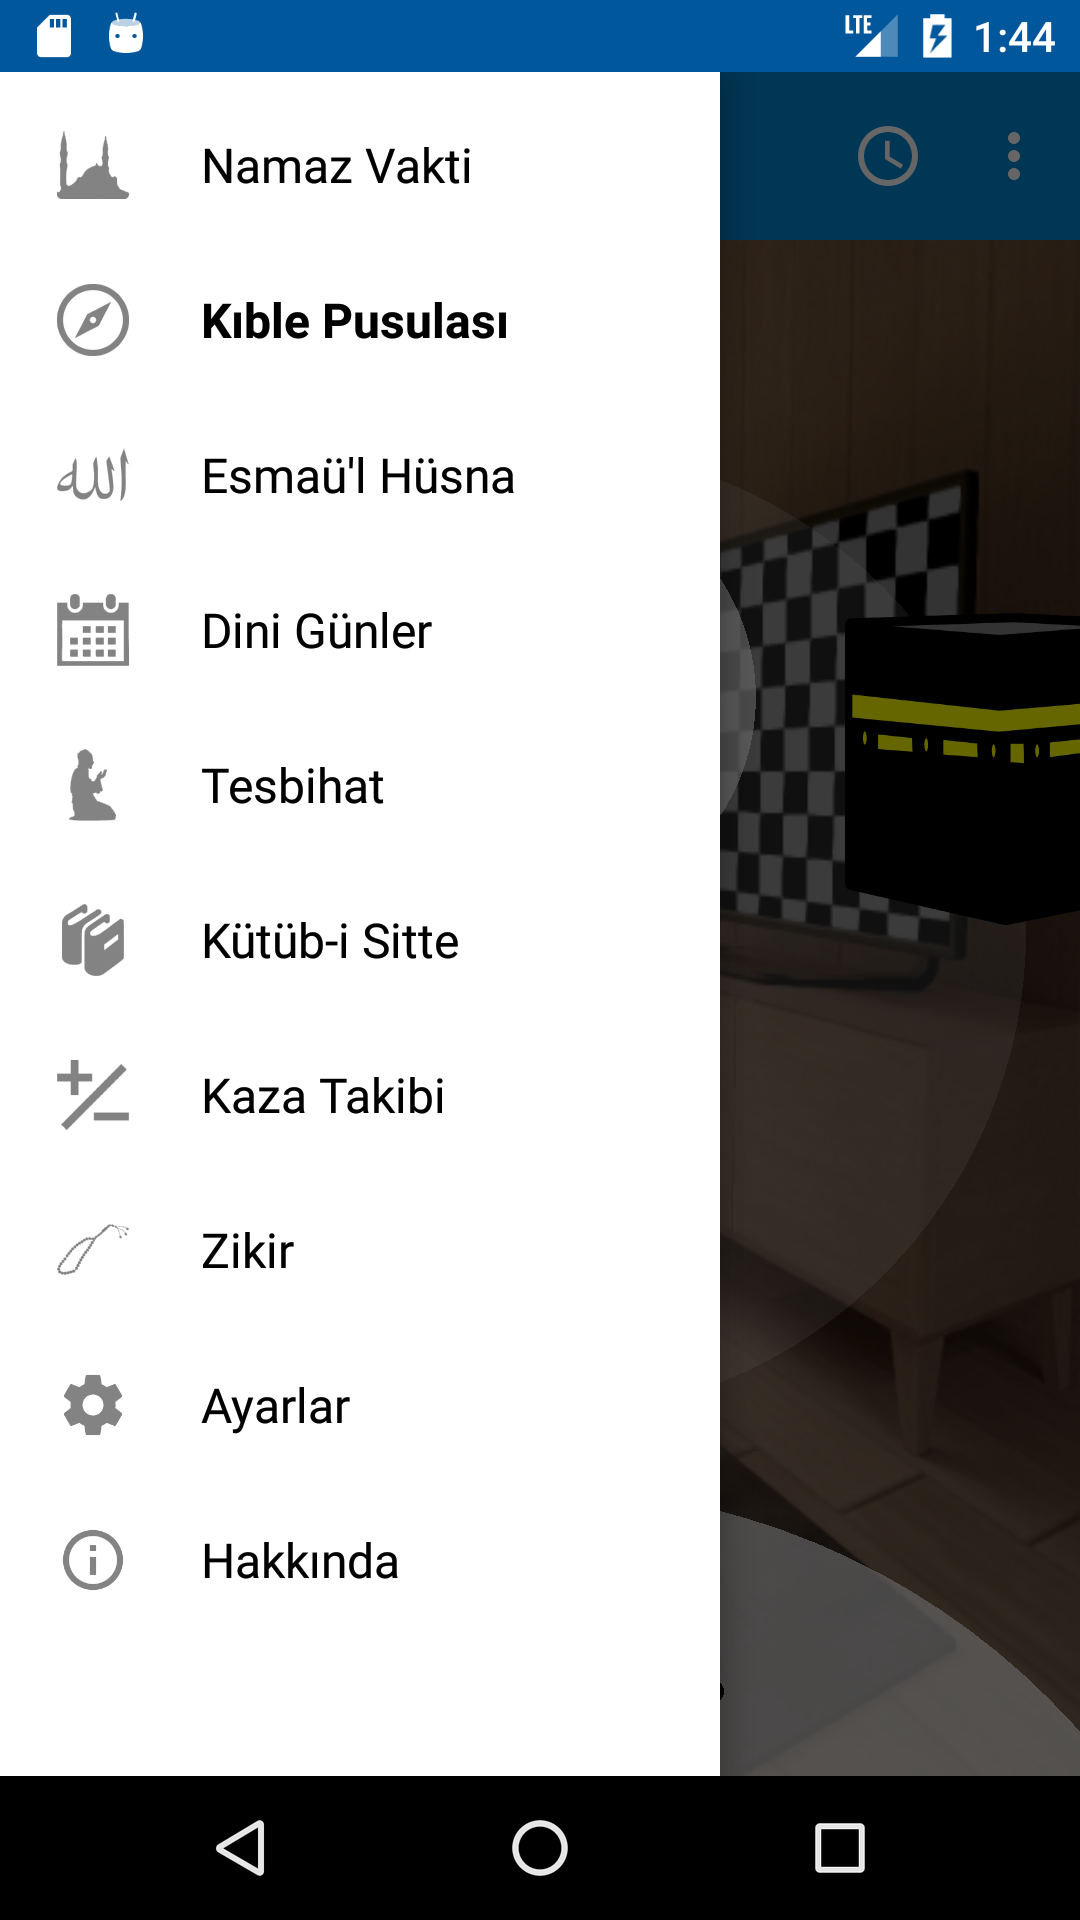 LTE 1:44
Namaz Vakti
Kıble Pusulası
الله
Esmaü'l Hüsna
Dini Günler
Tesbihat
Kütüb-i Sitte
Kaza Takibi
Zikir
Ayarlar
Hakkında